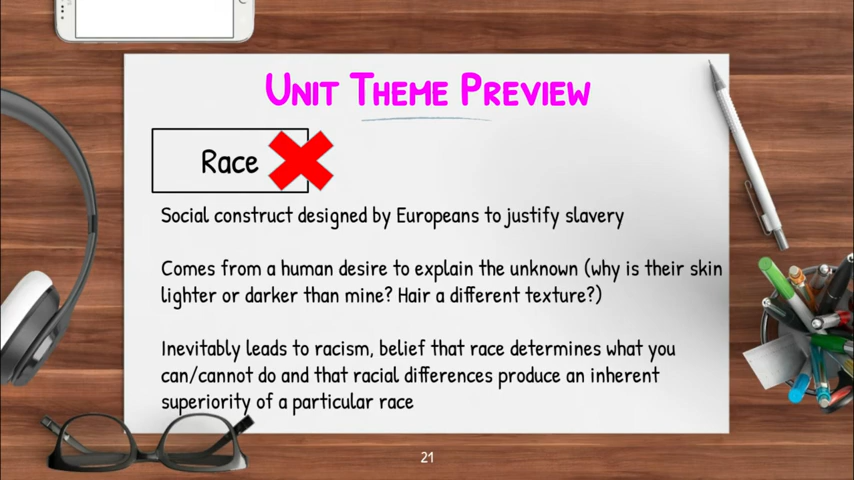 Unit Theme Preview
Race
Social construct designed by Europeans to justify slavery
Comes from a human desire to explain the unknown (why is their skin
lighter or darker than mine? Hair a different texture?)
Inevitably leads to racism, belief that race determines what you
can/cannot do and that racial differences produce an inherent
superiority of a particular race
21